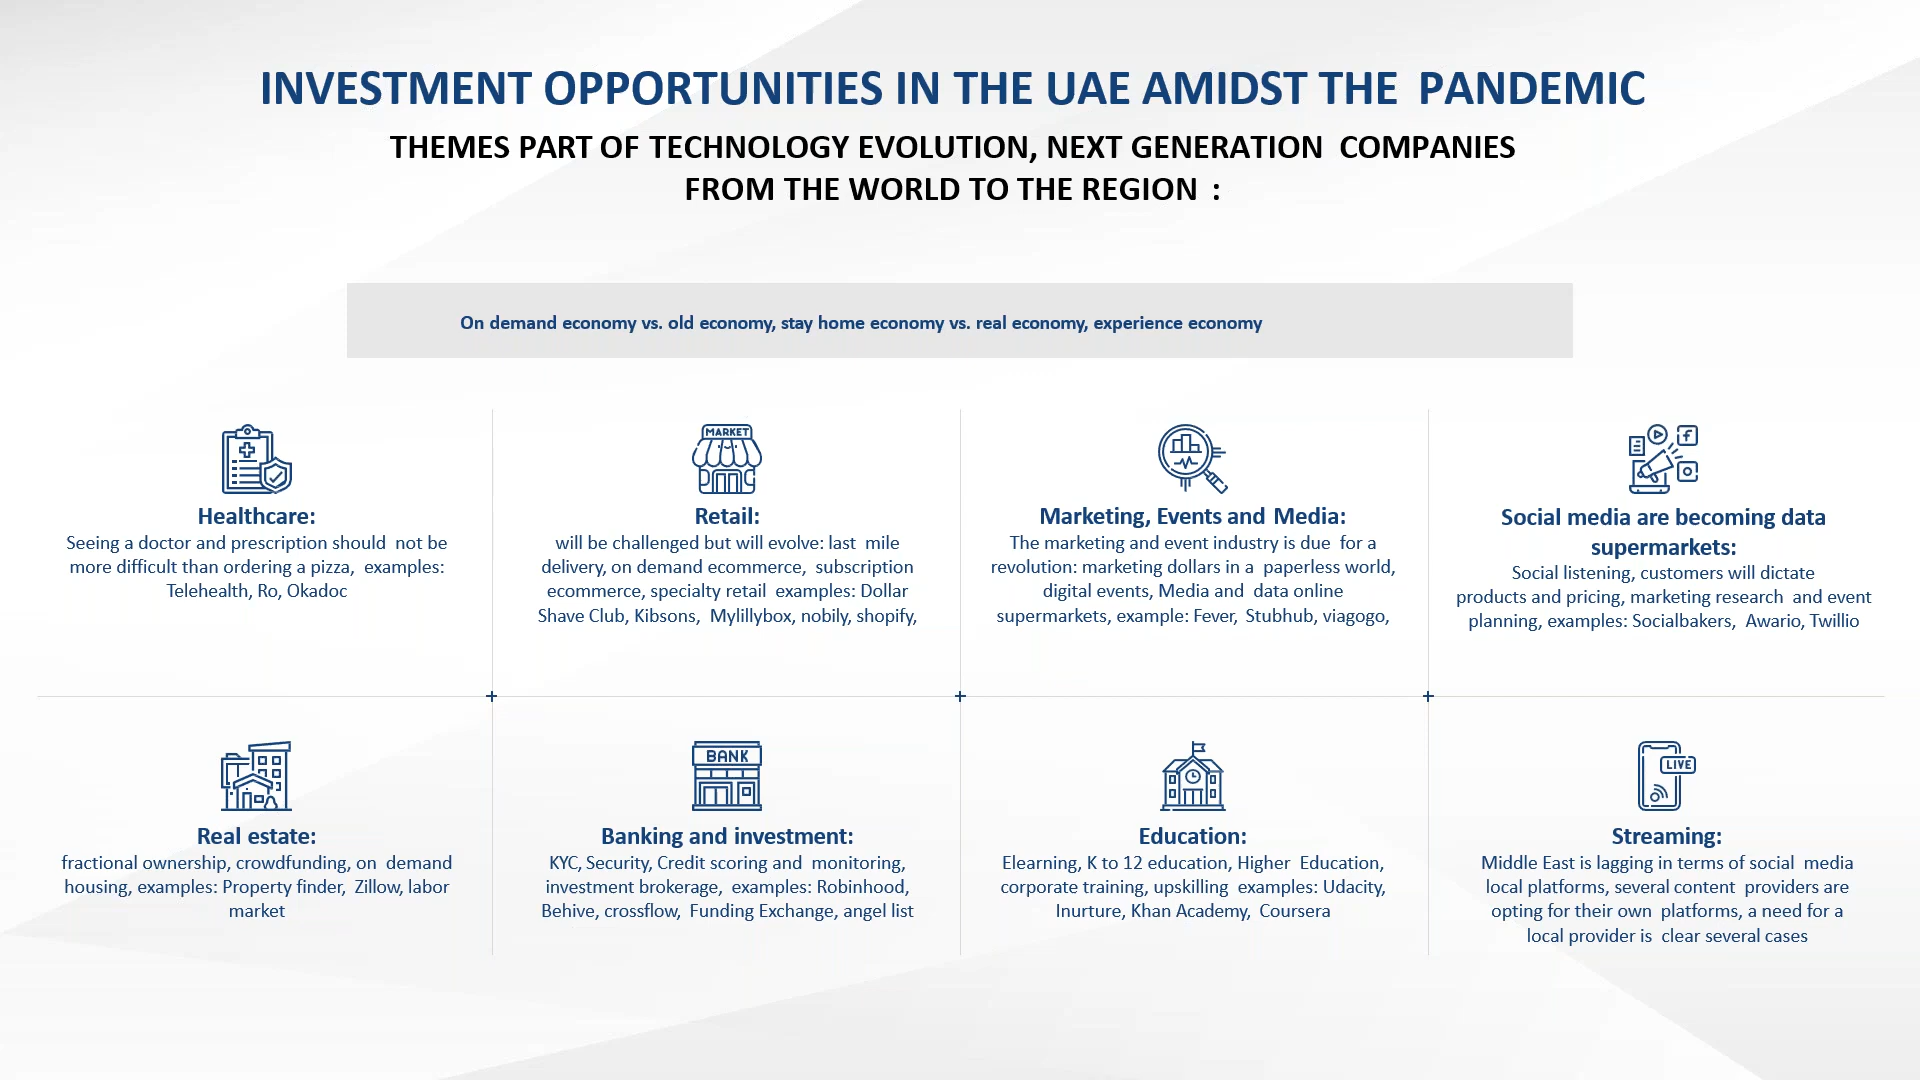 INVESTMENT OPPORTUNITIES IN THE UAE AMIDST THE PANDEMIC
THEMES PART OF TECHNOLOGY EVOLUTION, NEXT GENERATION COMPANIES
FROM THE WORLD TO THE REGION :
On demand economy vs. old economy, stay home economy vs. real economy, experience economy
Healthcare:
Seeing a doctor and prescription should not be
more difficult than ordering a pizza, examples:
Telehealth, Ro, Okadoc
MARKET
Retail:
will be challenged but will evolve: last mile
delivery, on demand ecommerce, subscription
ecommerce, specialty retail examples: Dollar
Shave Club, Kibsons, Mylillybox, nobily, shopify,
Marketing, Events and Media:
The marketing and event industry is due for a
revolution: marketing dollars in a paperless world,
digital events, Media and data online
supermarkets, example: Fever, Stubhub, viagogo,
Social media are becoming data
supermarkets:
Social listening, customers will dictate
products and pricing, marketing research and event
planning, examples: Socialbakers, Awario, Twillio
Real estate:
fractional ownership, crowdfunding, on demand
housing, examples: Property finder, Zillow, labor
market
BANK
Banking and investment:
KYC, Security, Credit scoring and monitoring,
investment brokerage, examples: Robinhood,
Behive, crossflow, Funding Exchange, angel list
Education:
Elearning, K to 12 education, Higher Education,
corporate training, upskilling examples: Udacity,
Inurture, Khan Academy, Coursera
LIVE
Streaming:
Middle East is lagging in terms of social media
local platforms, several content providers are
opting for their own platforms, a need for a
local provider is clear several cases